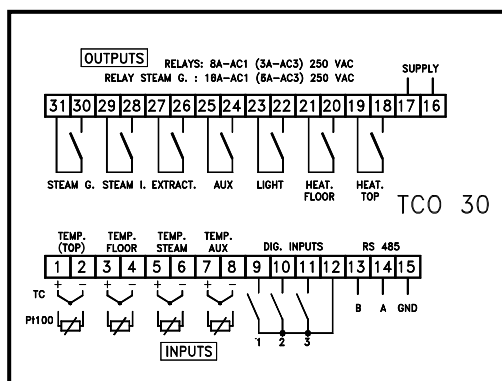 OUTPUTS
RELAYS: 8A-AC1 (3A-AC3) 250 VAC
RELAY STEAM G. : 16A-AC1 (6A-AC3) 250 VAC
SUPPLY
31 30 29 28 27 26 25 24 23 22 21 20 19 18 17 16
STEAM G. STEAM I. EXTRACT. AUX LIGHT HEAT. FLOOR HEAT. TOP
TCO 30
TEMP. (TOP) TEMP. FLOOR TEMP. STEAM TEMP. AUX DIG. INPUTS RS 485
1 2 3 4 5 6 7 8 9 10 11 12 13 14 15
+ - + - + - + -
TC
B A GND
Pt100
1 2 3
INPUTS